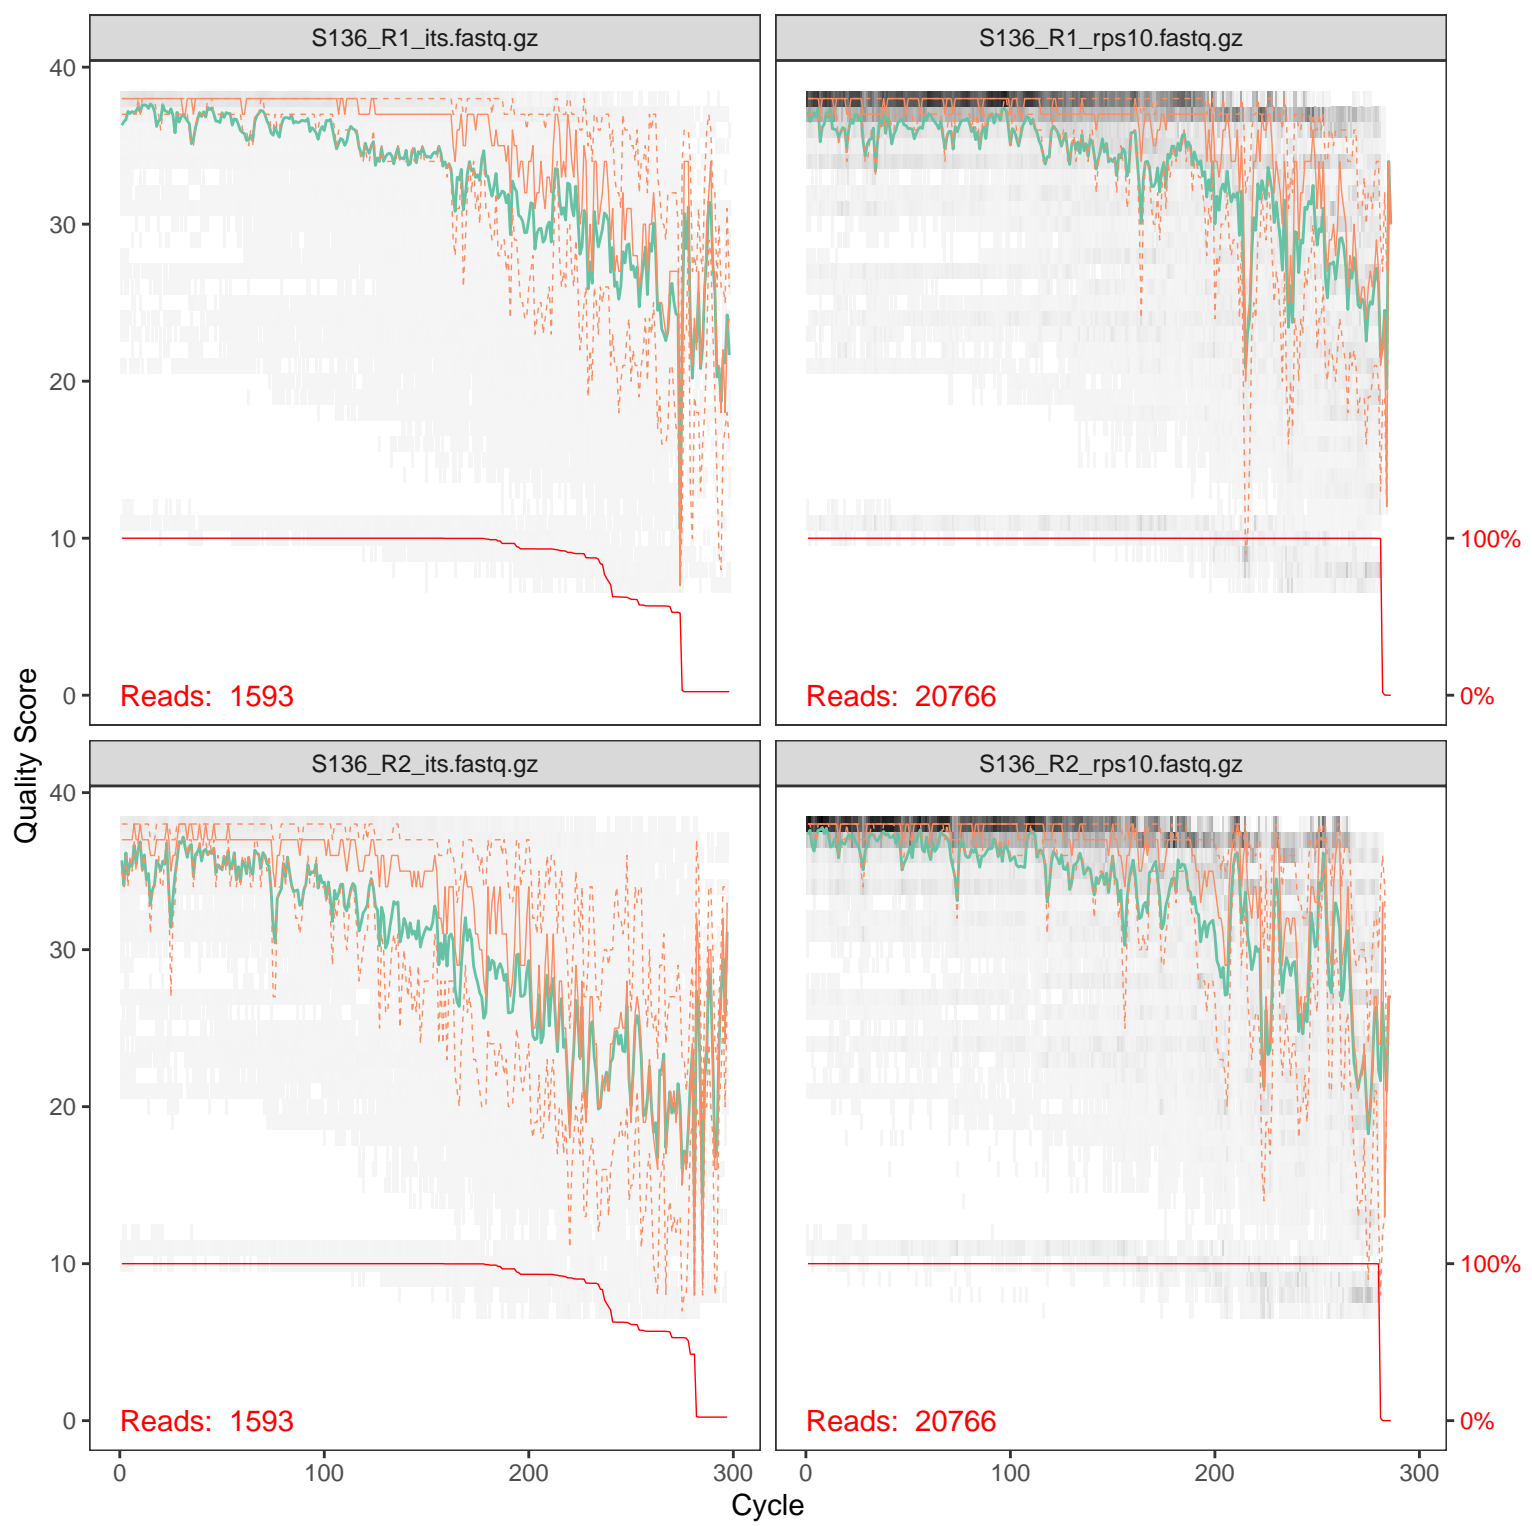 S136_R1_its.fastq.gz
S136_R1_rps10.fastq.gz
40
30
20
10
0
Reads: 1593
Reads: 20766
100%
0%
Quality Score
S136_R2_its.fastq.gz
S136_R2_rps10.fastq.gz
40
30
20
10
0
Reads: 1593
Reads: 20766
100%
0%
0 100 200 300
0 100 200 300
Cycle